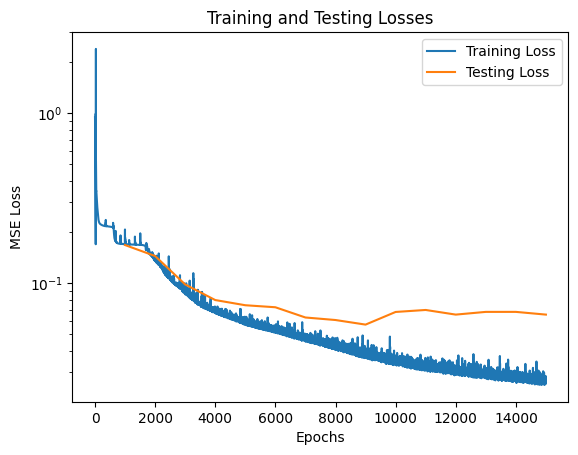 Training and Testing Losses
Training Loss
Testing Loss
10⁰
10⁻¹
MSE Loss
0 2000 4000 6000 8000 10000 12000 14000
Epochs